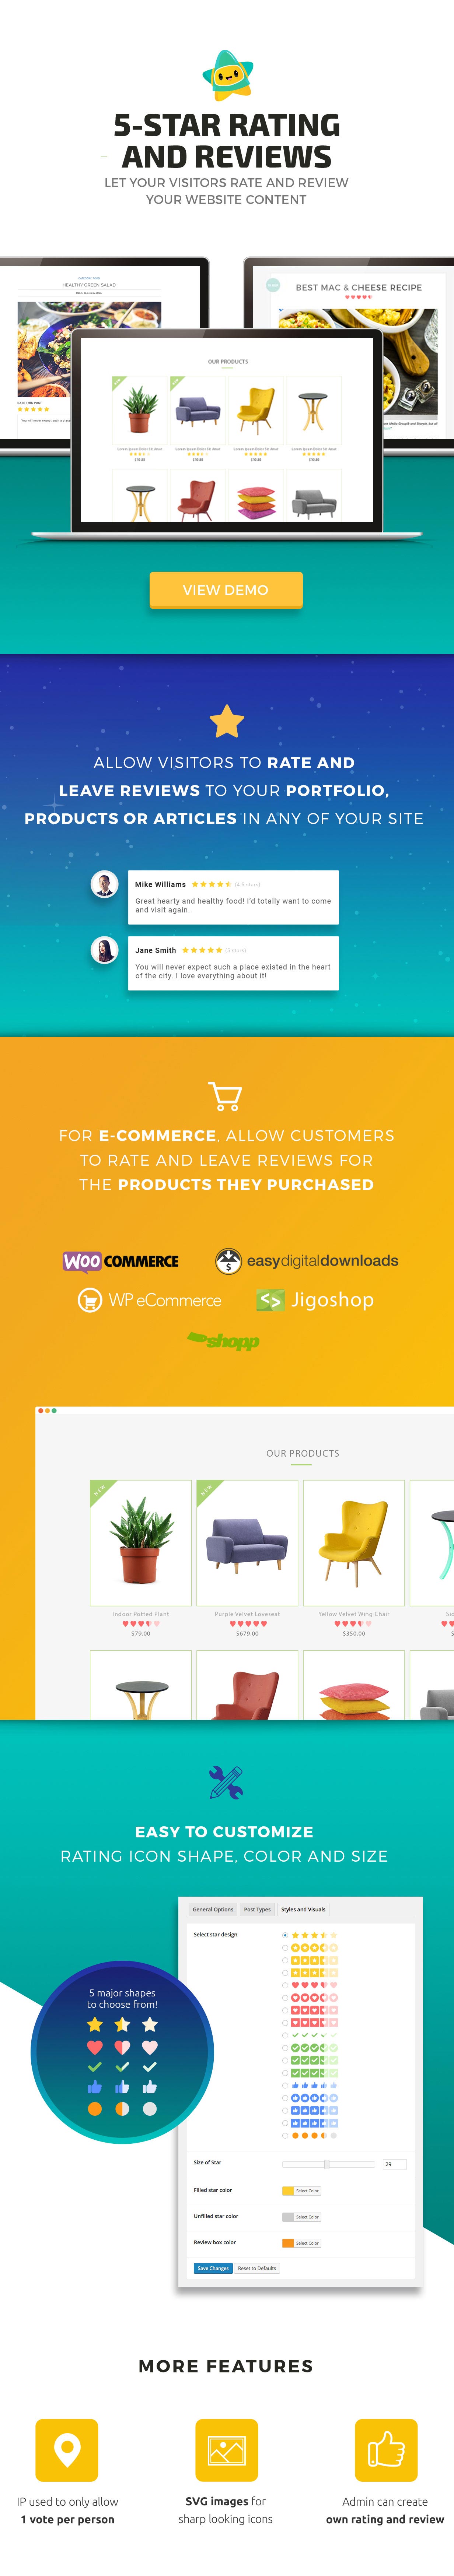 5-STAR RATING
AND REVIEWS
LET YOUR VISITORS RATE AND REVIEW
YOUR WEBSITE CONTENT
HEALTHY GREEN SALAD
RATE THIS POST
BEST MAC & CHEESE RECIPE
OUR PRODUCTS
VIEW DEMO
ALLOW VISITORS TO RATE AND
LEAVE REVIEWS TO YOUR PORTFOLIO,
PRODUCTS OR ARTICLES IN ANY OF YOUR SITE
Mike Williams (4.5 stars)
Great hearty and healthy food! I'd totally want to come
and visit again.
Jane Smith (5 stars)
You will never expect such a place existed in the heart
of the city. I love everything about it!
FOR E-COMMERCE, ALLOW CUSTOMERS
TO RATE AND LEAVE REVIEWS FOR
THE PRODUCTS THEY PURCHASED
WOO COMMERCE
easydigitaldownloads
WP eCommerce
Jigoshop
shopp
OUR PRODUCTS
NEW
NEW
Indoor Potted Plant
Purple Velvet Loveseat
Yellow Velvet Wing Chair
$79.00
$679.00
$350.00
EASY TO CUSTOMIZE
RATING ICON SHAPE, COLOR AND SIZE
General Options
Post Types
Styles and Visuals
Select star design
5 major shapes
to choose from!
Size of Star
29
Filled star color
Select Color
Unfilled star color
Select Color
Review box color
Select Color
Save Changes
Reset to Defaults
MORE FEATURES
IP used to only allow
1 vote per person
SVG images for
sharp looking icons
Admin can create
own rating and review